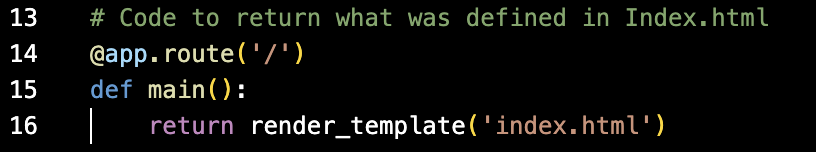 13 # Code to return what was defined in Index.html
14 @app.route('/')
15 def main():
16 return render_template('index.html')